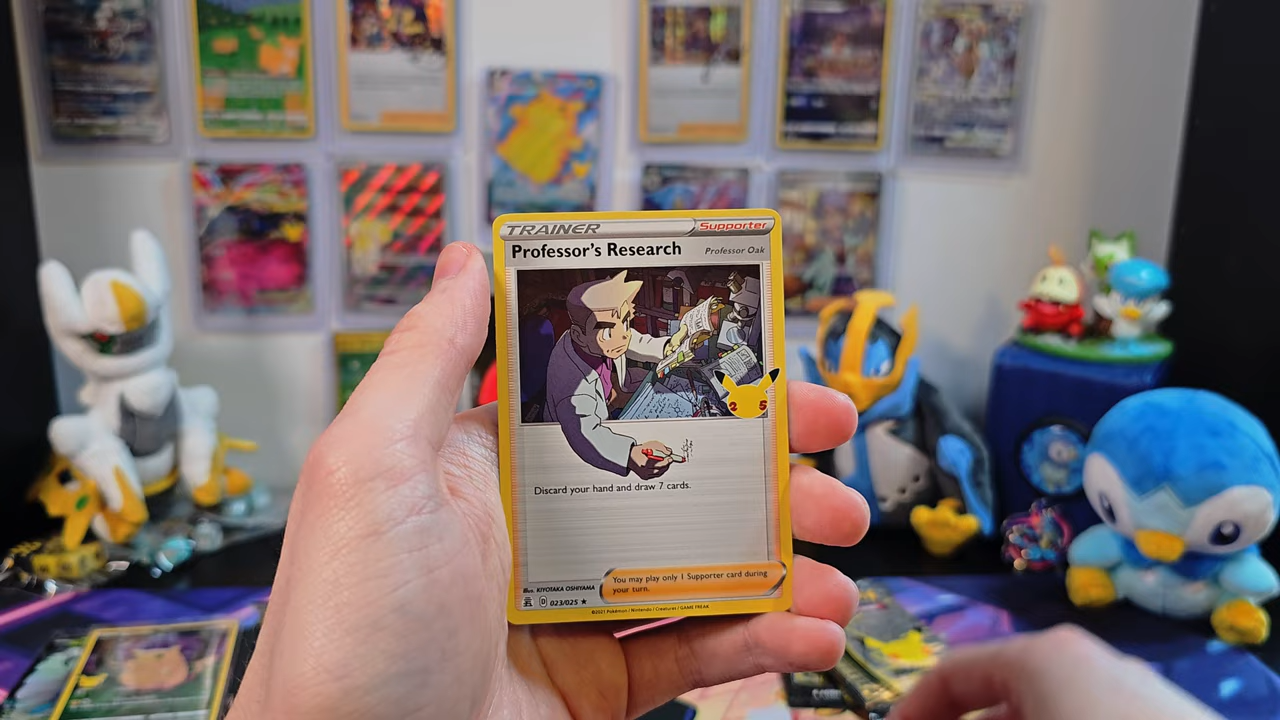 TRAINER
Supporter
Professor's Research
Professor Oak
25
Discard your hand and draw 7 cards.
You may play only 1 Supporter card during
your turn.
Illus. KIYOTAKA OSHIYAMA
D 023/025 ★
©2021 Pokémon / Nintendo / Creatures / GAME FREAK